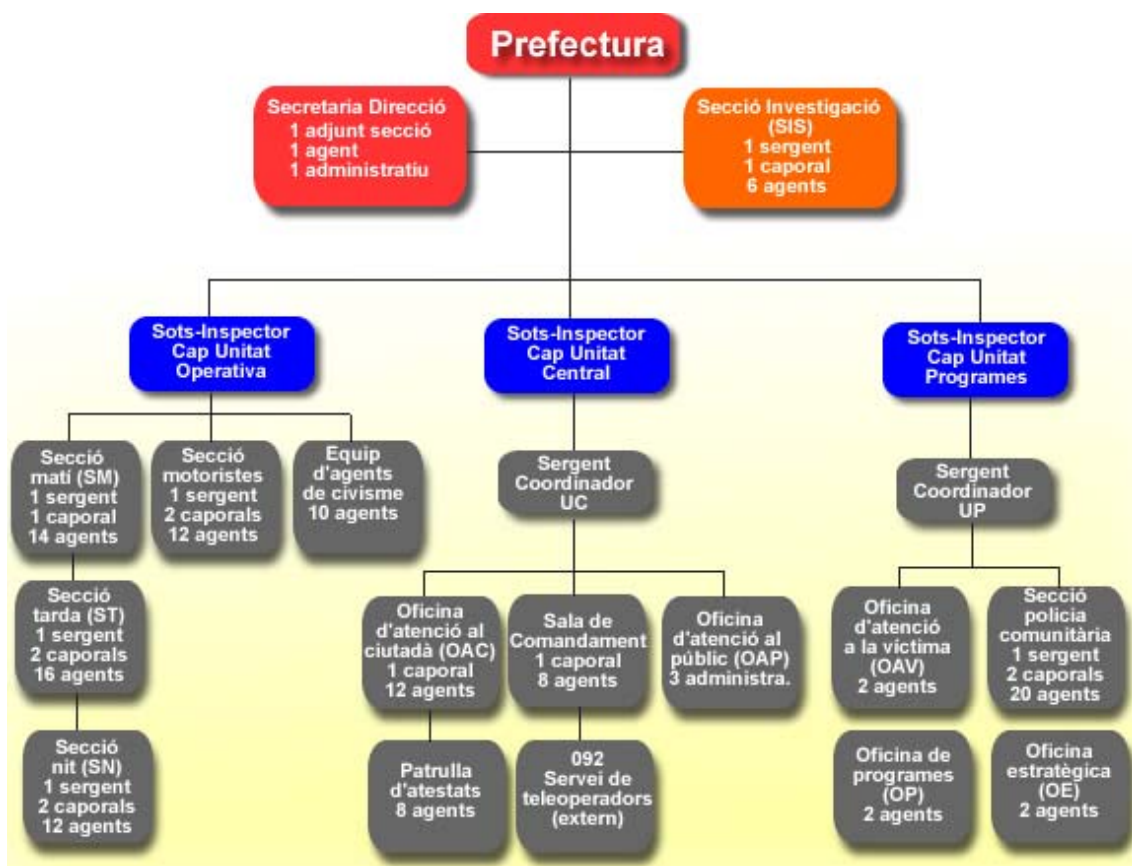 Prefectura
Secretaria Direcció
1 adjunt secció
1 agent
1 administratiu
Secció Investigació
(SIS)
1 sergent
1 caporal
6 agents
Sots-Inspector
Cap Unitat
Operativa
Sots-Inspector
Cap Unitat
Central
Sots-Inspector
Cap Unitat
Programes
Secció
matí (SM)
1 sergent
1 caporal
14 agents
Secció
motoristes
1 sergent
2 caporals
12 agents
Equip
d'agents
de civisme
10 agents
Sergent
Coordinador
UC
Sergent
Coordinador
UP
Secció
tarda (ST)
1 sergent
2 caporals
16 agents
Oficina
d'atenció al
ciutadà (OAC)
1 caporal
12 agents
Sala de
Comandament
1 caporal
8 agents
Oficina
d'atenció al
públic (OAP)
3 administra.
Oficina
d'atenció
a la víctima
(OAV)
2 agents
Secció
policia
comunitària
1 sergent
2 caporals
20 agents
Secció
nit (SN)
1 sergent
2 caporals
12 agents
Patrulla
d'atestats
8 agents
092
Servei de
teleoperadors
(extern)
Oficina de
programes
(OP)
2 agents
Oficina
estratègica
(OE)
2 agents